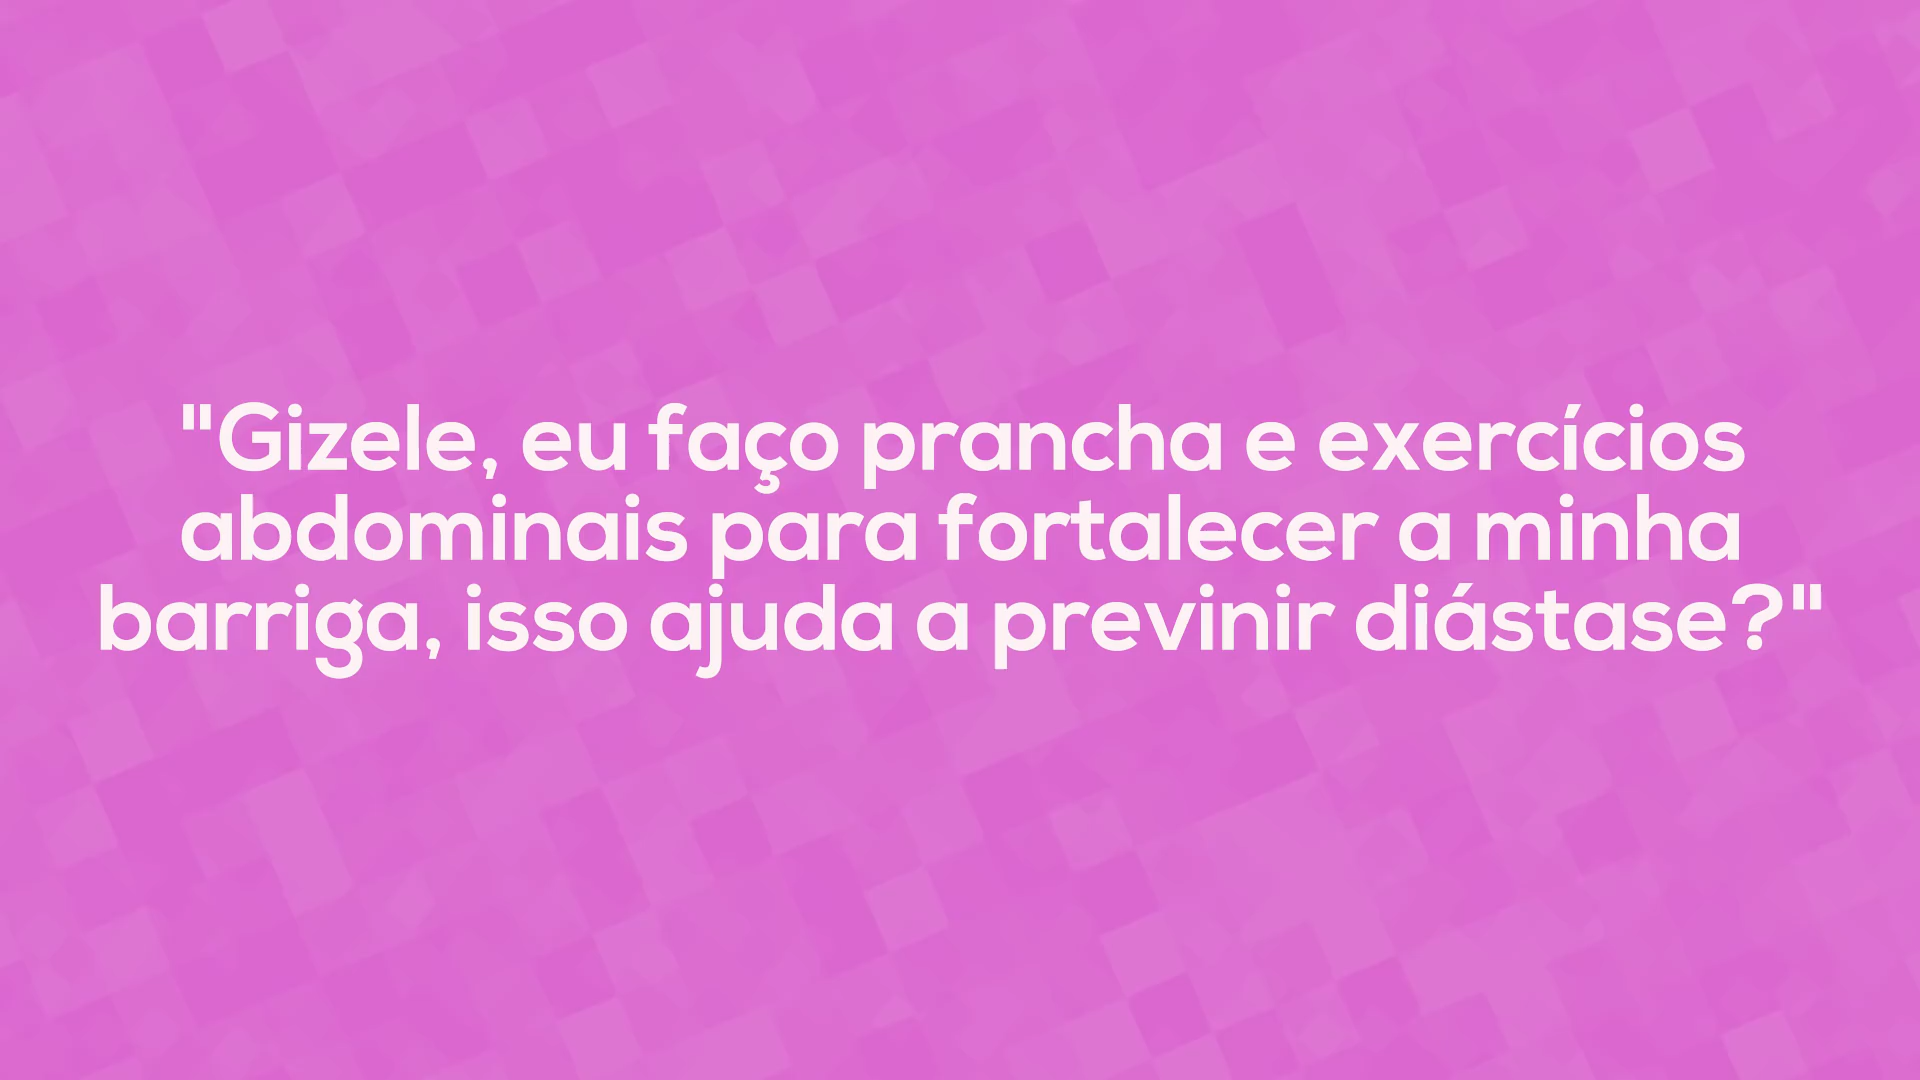 "Gizele, eu faço prancha e exercícios
abdominais para fortalecer a minha
barriga, isso ajuda a previnir diástase?"